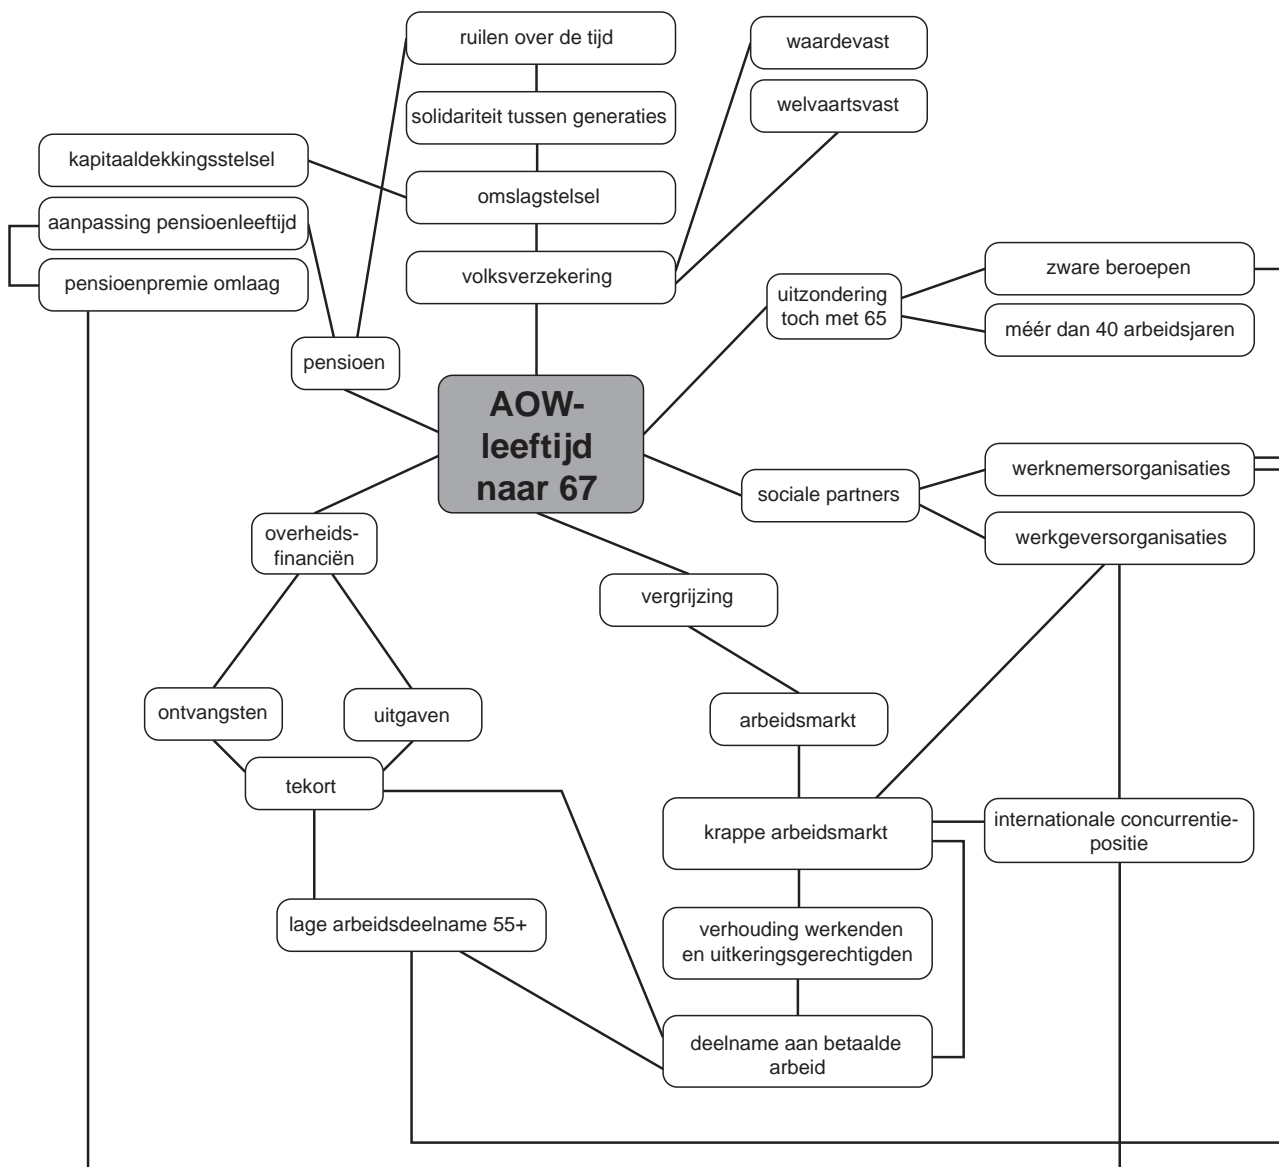 ruilen over de tijd
waardevast
welvaartsvast
solidariteit tussen generaties
kapitaaldekkingsstelsel
omslagstelsel
aanpassing pensioenleeftijd
pensioenpremie omlaag
volksverzekering
uitzondering
toch met 65
zware beroepen
méér dan 40 arbeidsjaren
pensioen
AOW-
leeftijd
naar 67
sociale partners
werknemersorganisaties
werkgeversorganisaties
overheids-
financiën
vergrijzing
ontvangsten
uitgaven
arbeidsmarkt
tekort
krappe arbeidsmarkt
internationale concurrentie-
positie
lage arbeidsdeelname 55+
verhouding werkenden
en uitkeringsgerechtigden
deelname aan betaalde
arbeid